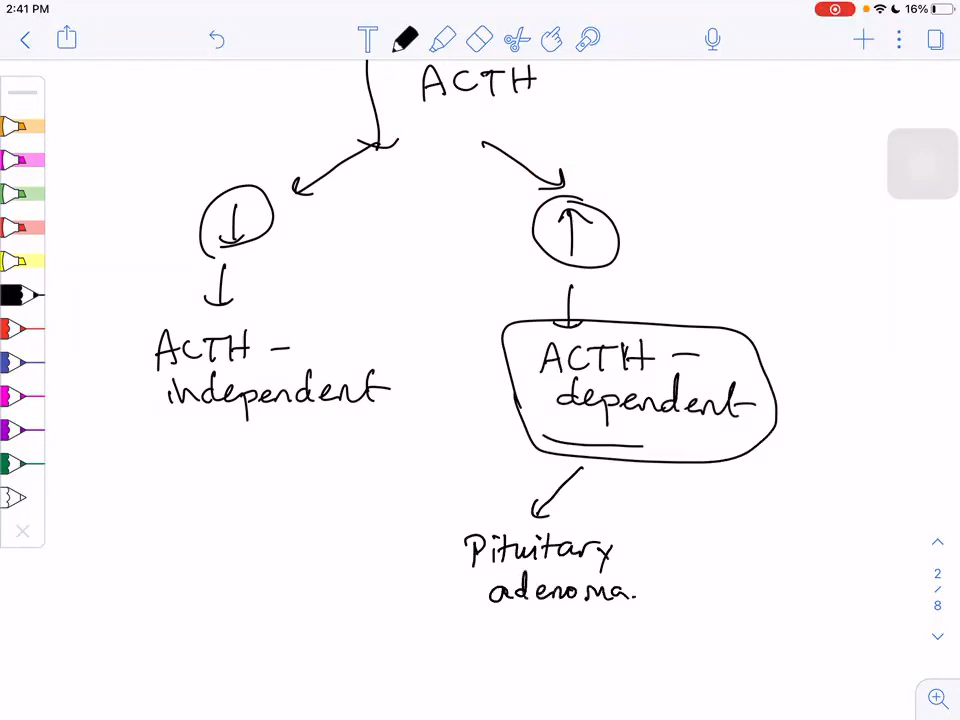 2:41 PM
16%
T
ACTH
ACTH -
independent
ACTH -
dependent
Pituitary
adenoma.
2
/
8